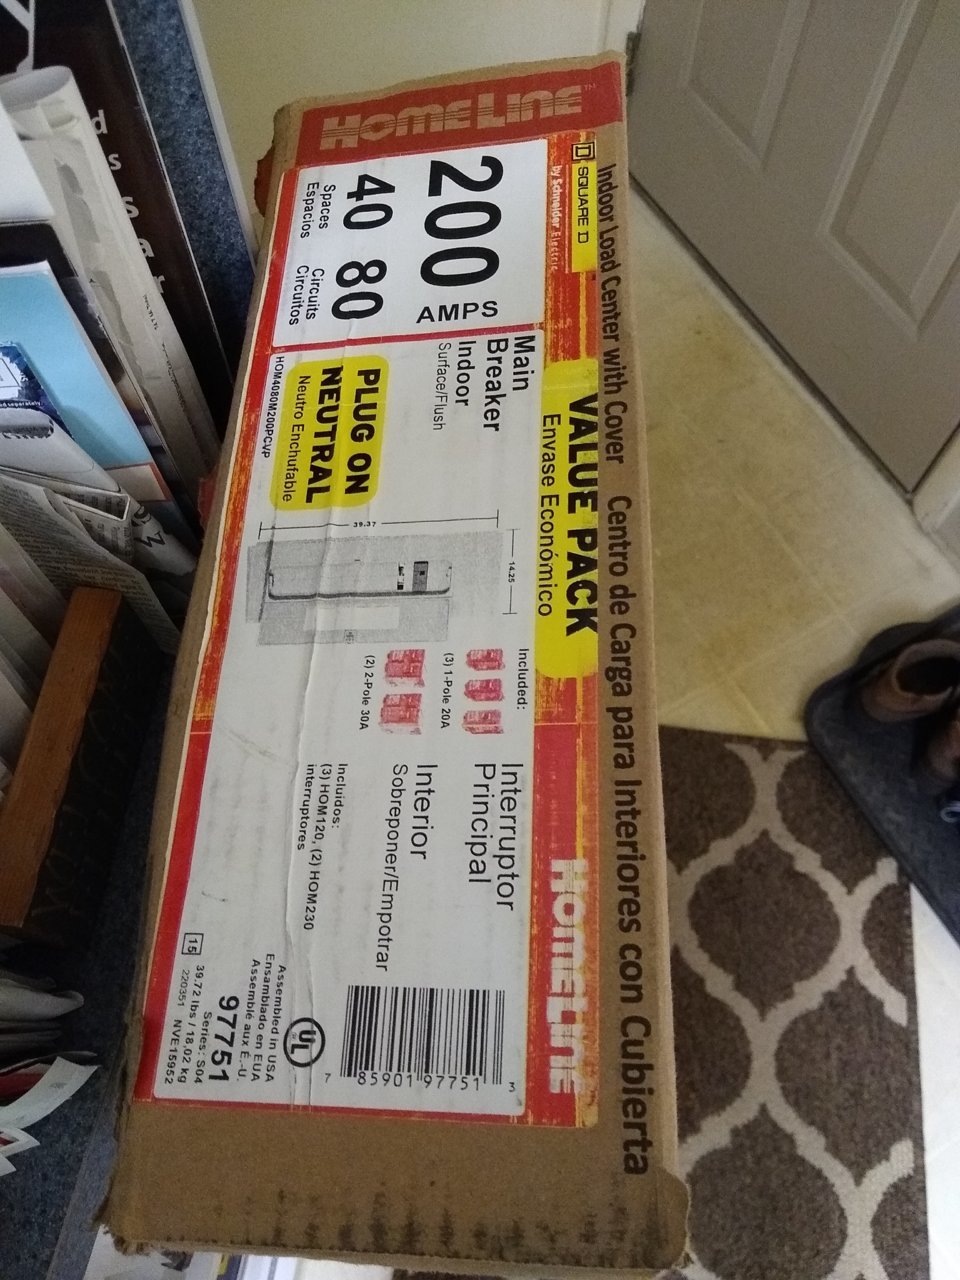 HOMELINE™
Indoor Load Center with Cover Centro de Carga para Interiores con Cubierta
SQUARE D
by Schneider Electric
200
AMPS
40 80
Spaces Circuits
Espacios Circuitos
VALUE PACK
Envase Económico
Main
Breaker
Indoor
Surface/Flush
PLUG ON
NEUTRAL
Neutro Enchufable
HOM4080M200PCVP
39.37
14.25
Included:
(3) 1-Pole 20A
(2) 2-Pole 30A
HOMELINE
Interruptor
Principal
Interior
Sobreponer/Empotrar
Incluidos:
(3) HOM120, (2) HOM230
interruptores
7 85901 97751 3
UL
Assembled in USA
Ensamblado en EUA
Assemblé aux É.-U.
97751
Series: S04
39.72 lbs / 18,02 kg
15
220351 NVE15952